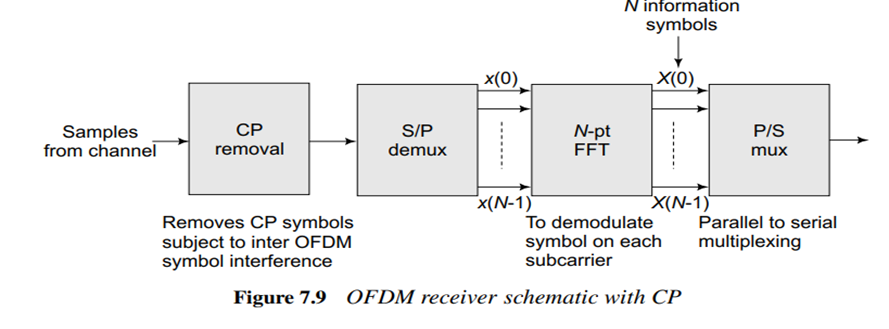 N information
symbols
x(0)
X(0)
Samples
from channel
CP
removal
S/P
demux
N-pt
FFT
P/S
mux
x(N-1)
X(N-1)
Removes CP symbols
subject to inter OFDM
symbol interference
To demodulate
symbol on each
subcarrier
Parallel to serial
multiplexing
Figure 7.9 OFDM receiver schematic with CP